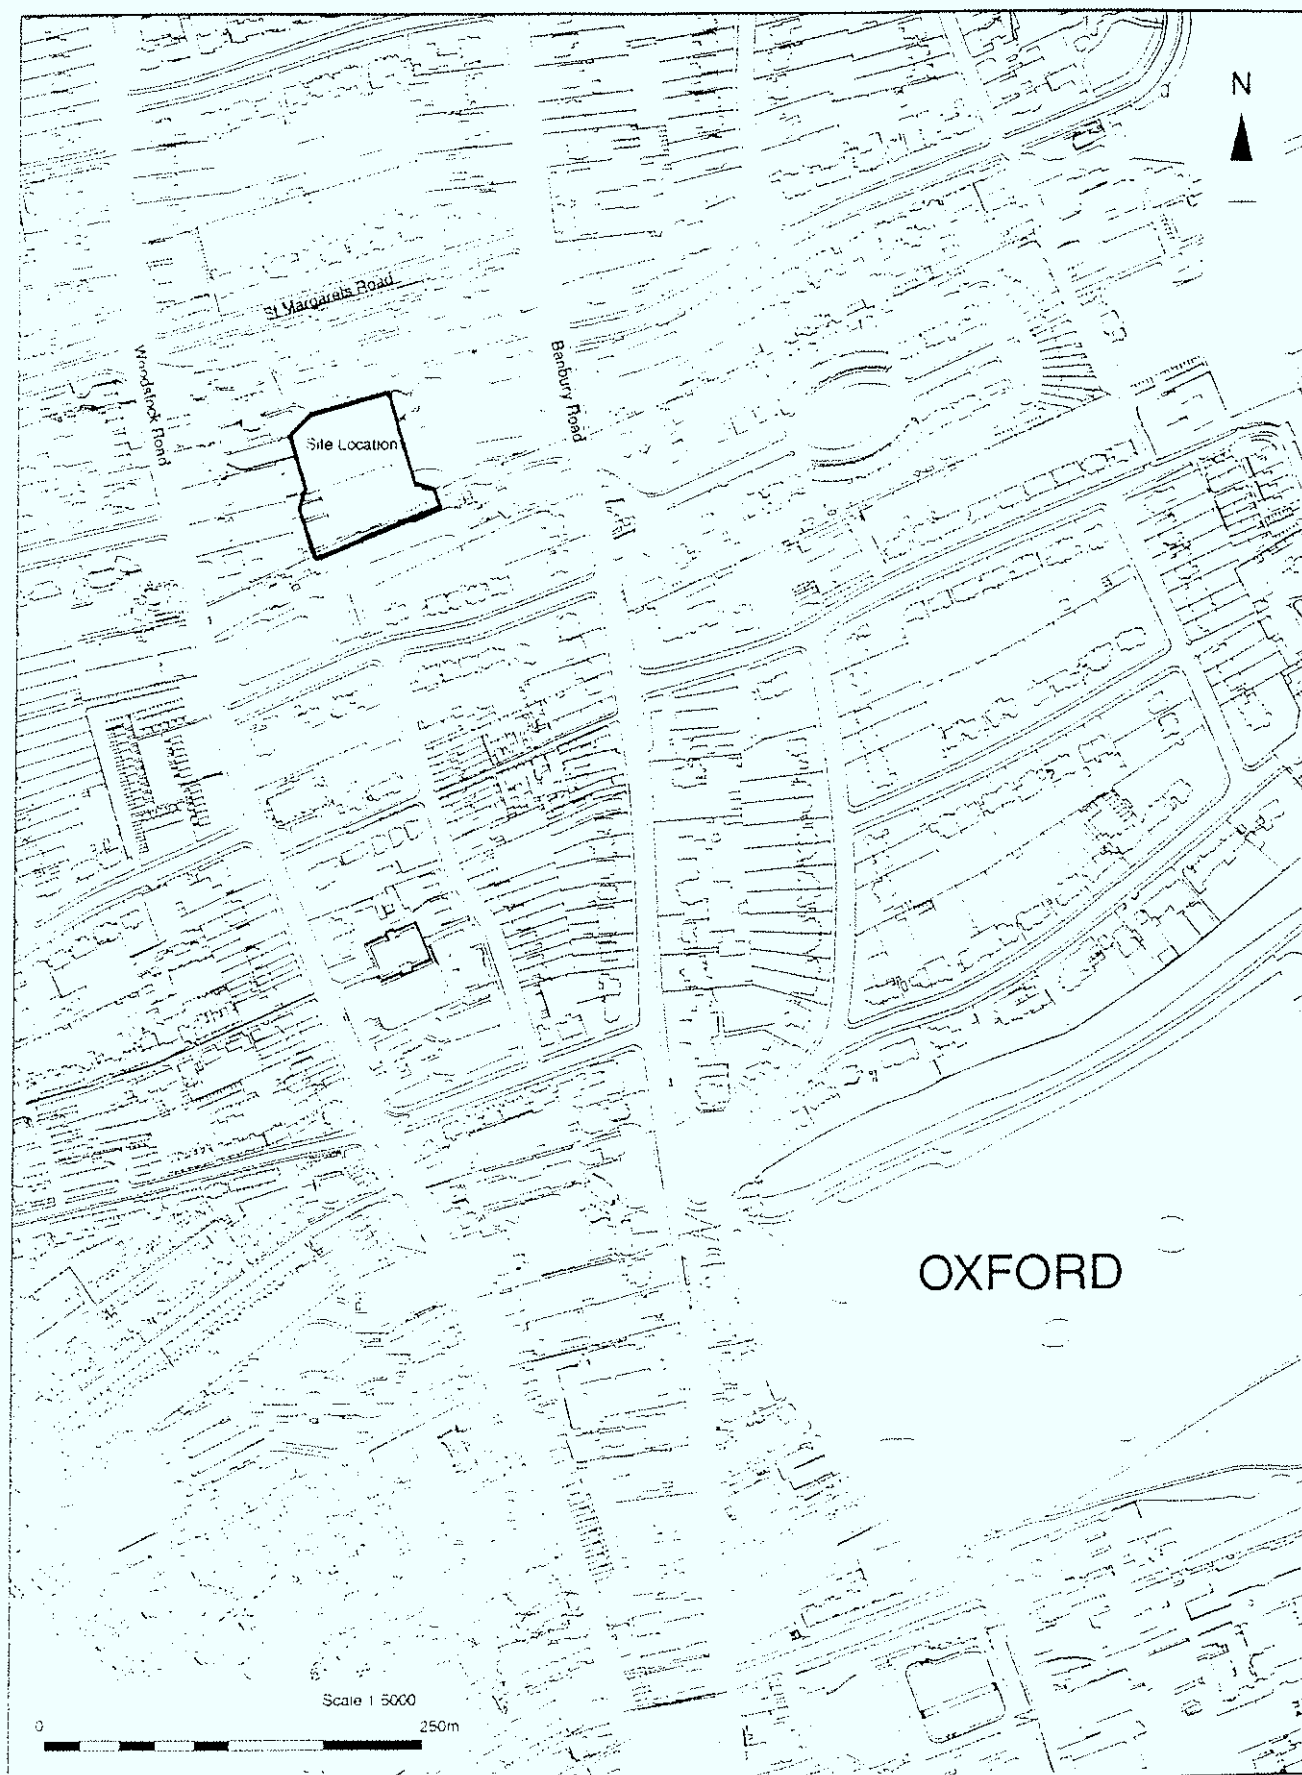 N
St Margarets Road
Woodstock Road
Banbury Road
Site Location
OXFORD
Scale 1 5000
0
250m